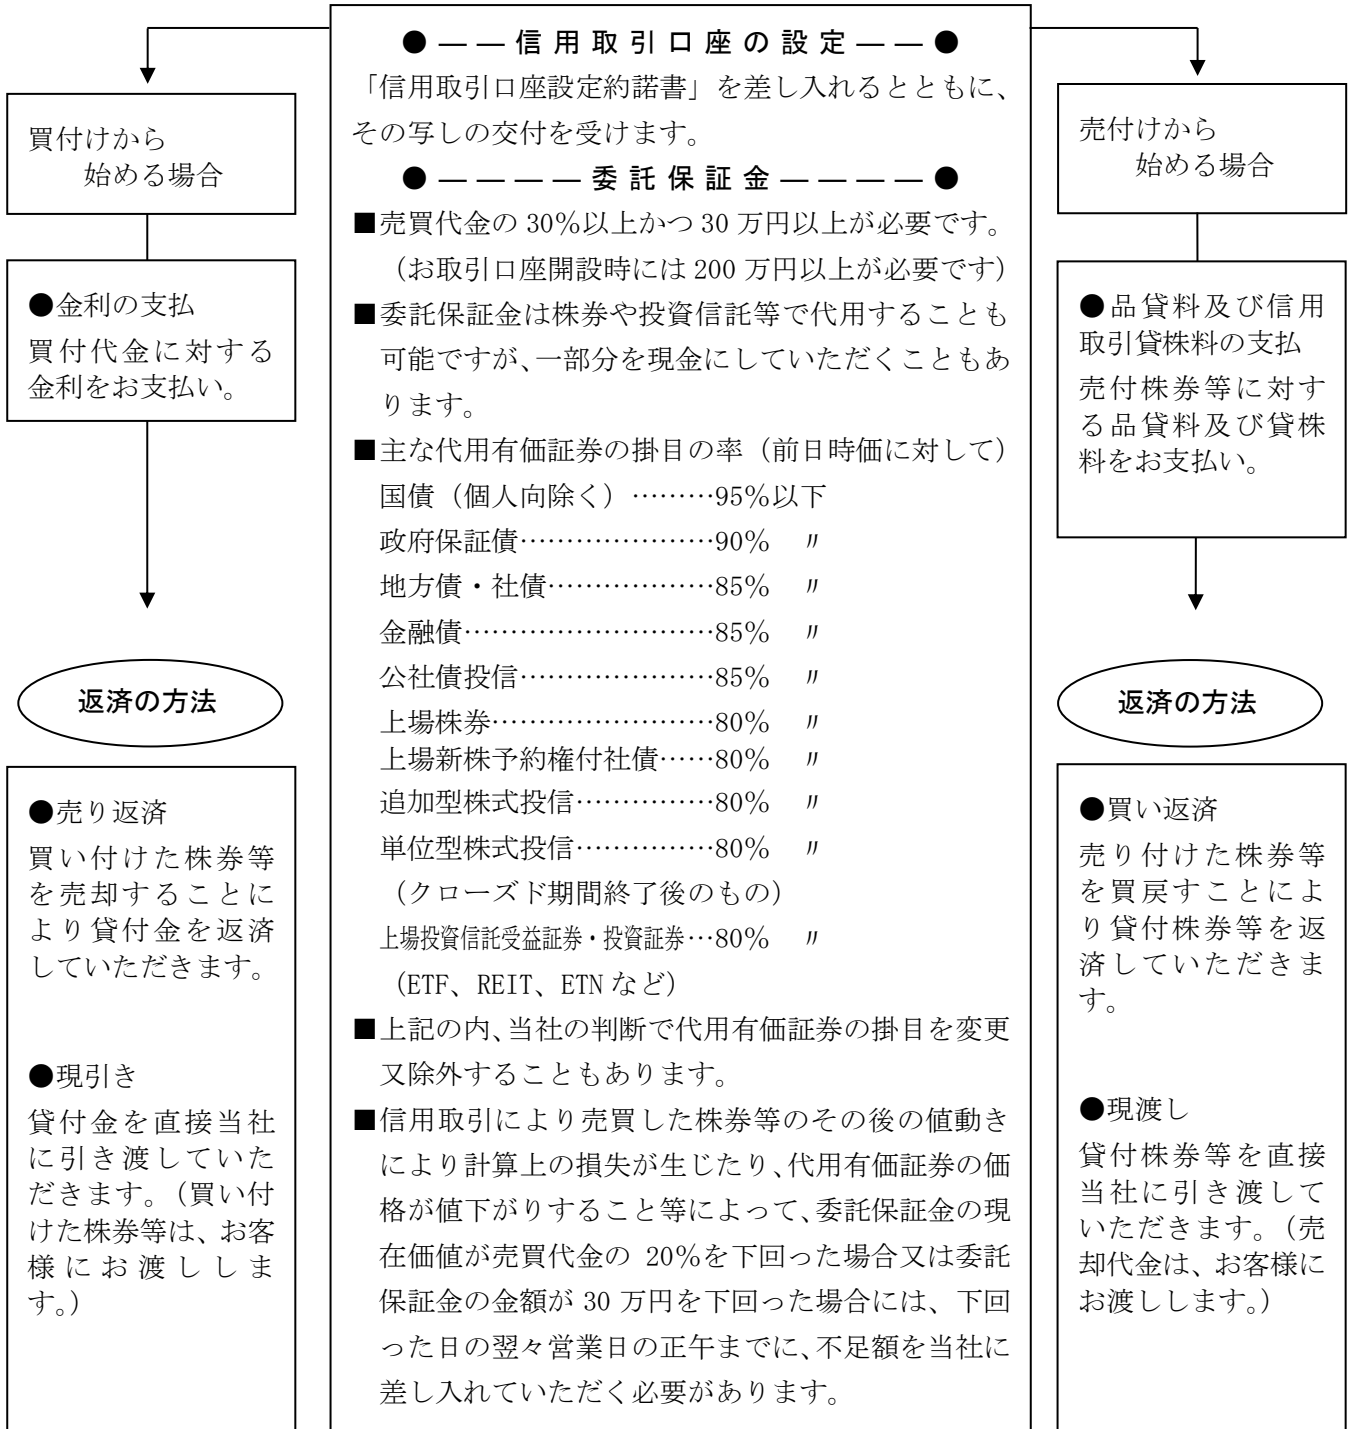 買付けから
始める場合
●金利の支払
買付代金に対する
金利をお支払い。
返済の方法
●売り返済
買い付けた株券等
を売却することに
より貸付金を返済
していただきます。
●現引き
貸付金を直接当社
に引き渡していた
だきます。（買い付
けた株券等は、お客
様にお渡ししま
す。）
●――信用取引口座の設定――●
「信用取引口座設定約諾書」を差し入れるとともに、
その写しの交付を受けます。
●――――委託保証金――――●
■売買代金の 30％以上かつ 30 万円以上が必要です。
（お取引口座開設時には 200 万円以上が必要です）
■委託保証金は株券や投資信託等で代用することも
可能ですが、一部分を現金にしていただくこともあ
ります。
■主な代用有価証券の掛目の率（前日時価に対して）
国債（個人向除く）………95％以下
政府保証債…………………90％　〃
地方債・社債………………85％　〃
金融債………………………85％　〃
公社債投信…………………85％　〃
上場株券……………………80％　〃
上場新株予約権付社債……80％　〃
追加型株式投信……………80％　〃
単位型株式投信……………80％　〃
（クローズド期間終了後のもの）
上場投資信託受益証券・投資証券…80％　〃
（ETF、REIT、ETN など）
■上記の内、当社の判断で代用有価証券の掛目を変更
又除外することもあります。
■信用取引により売買した株券等のその後の値動き
により計算上の損失が生じたり、代用有価証券の価
格が値下がりすること等によって、委託保証金の現
在価値が売買代金の 20％を下回った場合又は委託
保証金の金額が 30 万円を下回った場合には、下回
った日の翌々営業日の正午までに、不足額を当社に
差し入れていただく必要があります。
売付けから
始める場合
●品貸料及び信用
取引貸株料の支払
売付株券等に対す
る品貸料及び貸株
料をお支払い。
返済の方法
●買い返済
売り付けた株券等
を買戻すことによ
り貸付株券等を返
済していただきま
す。
●現渡し
貸付株券等を直接
当社に引き渡して
いただきます。（売
却代金は、お客様に
お渡しします。）